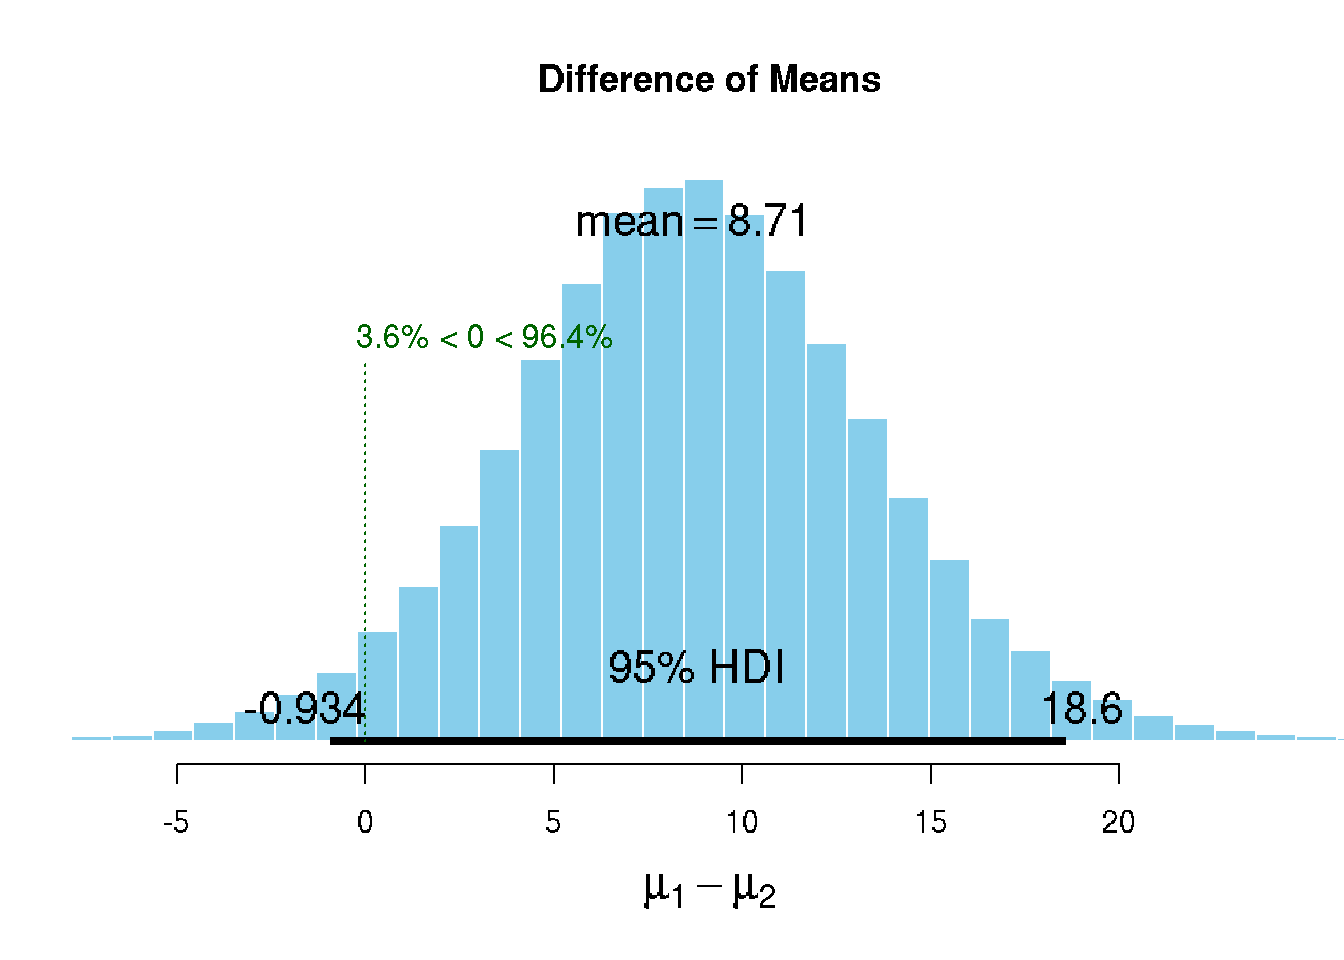 Difference of Means
mean = 8.71
3.6% < 0 < 96.4%
95% HDI
-0.934 18.6
-5 0 5 10 15 20
μ₁ − μ₂